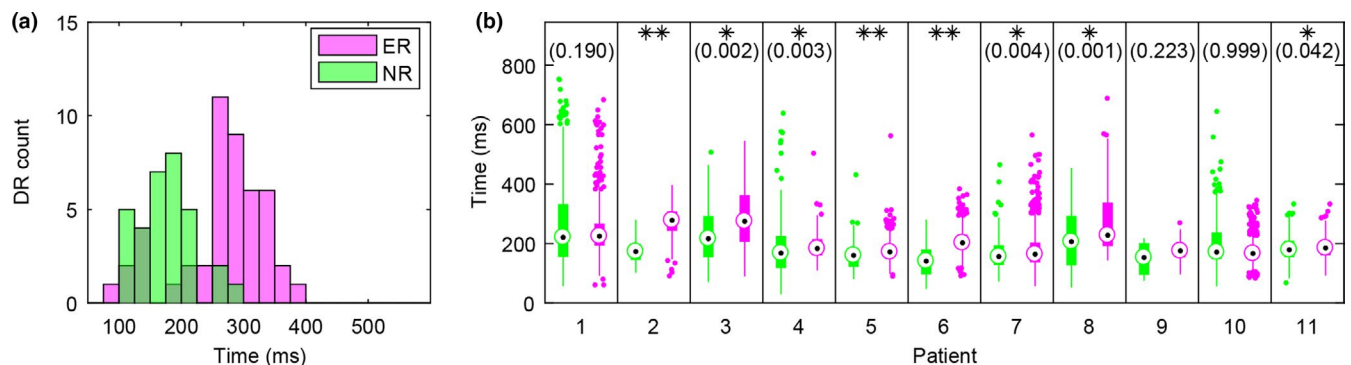 (a)
ER
NR
15
10
5
0
DR count
100 200 300 400 500
Time (ms)
(b)
** * * ** ** * * *
(0.190) (0.002) (0.003) (0.004) (0.001) (0.223) (0.999) (0.042)
800
600
400
200
0
Time (ms)
1 2 3 4 5 6 7 8 9 10 11
Patient